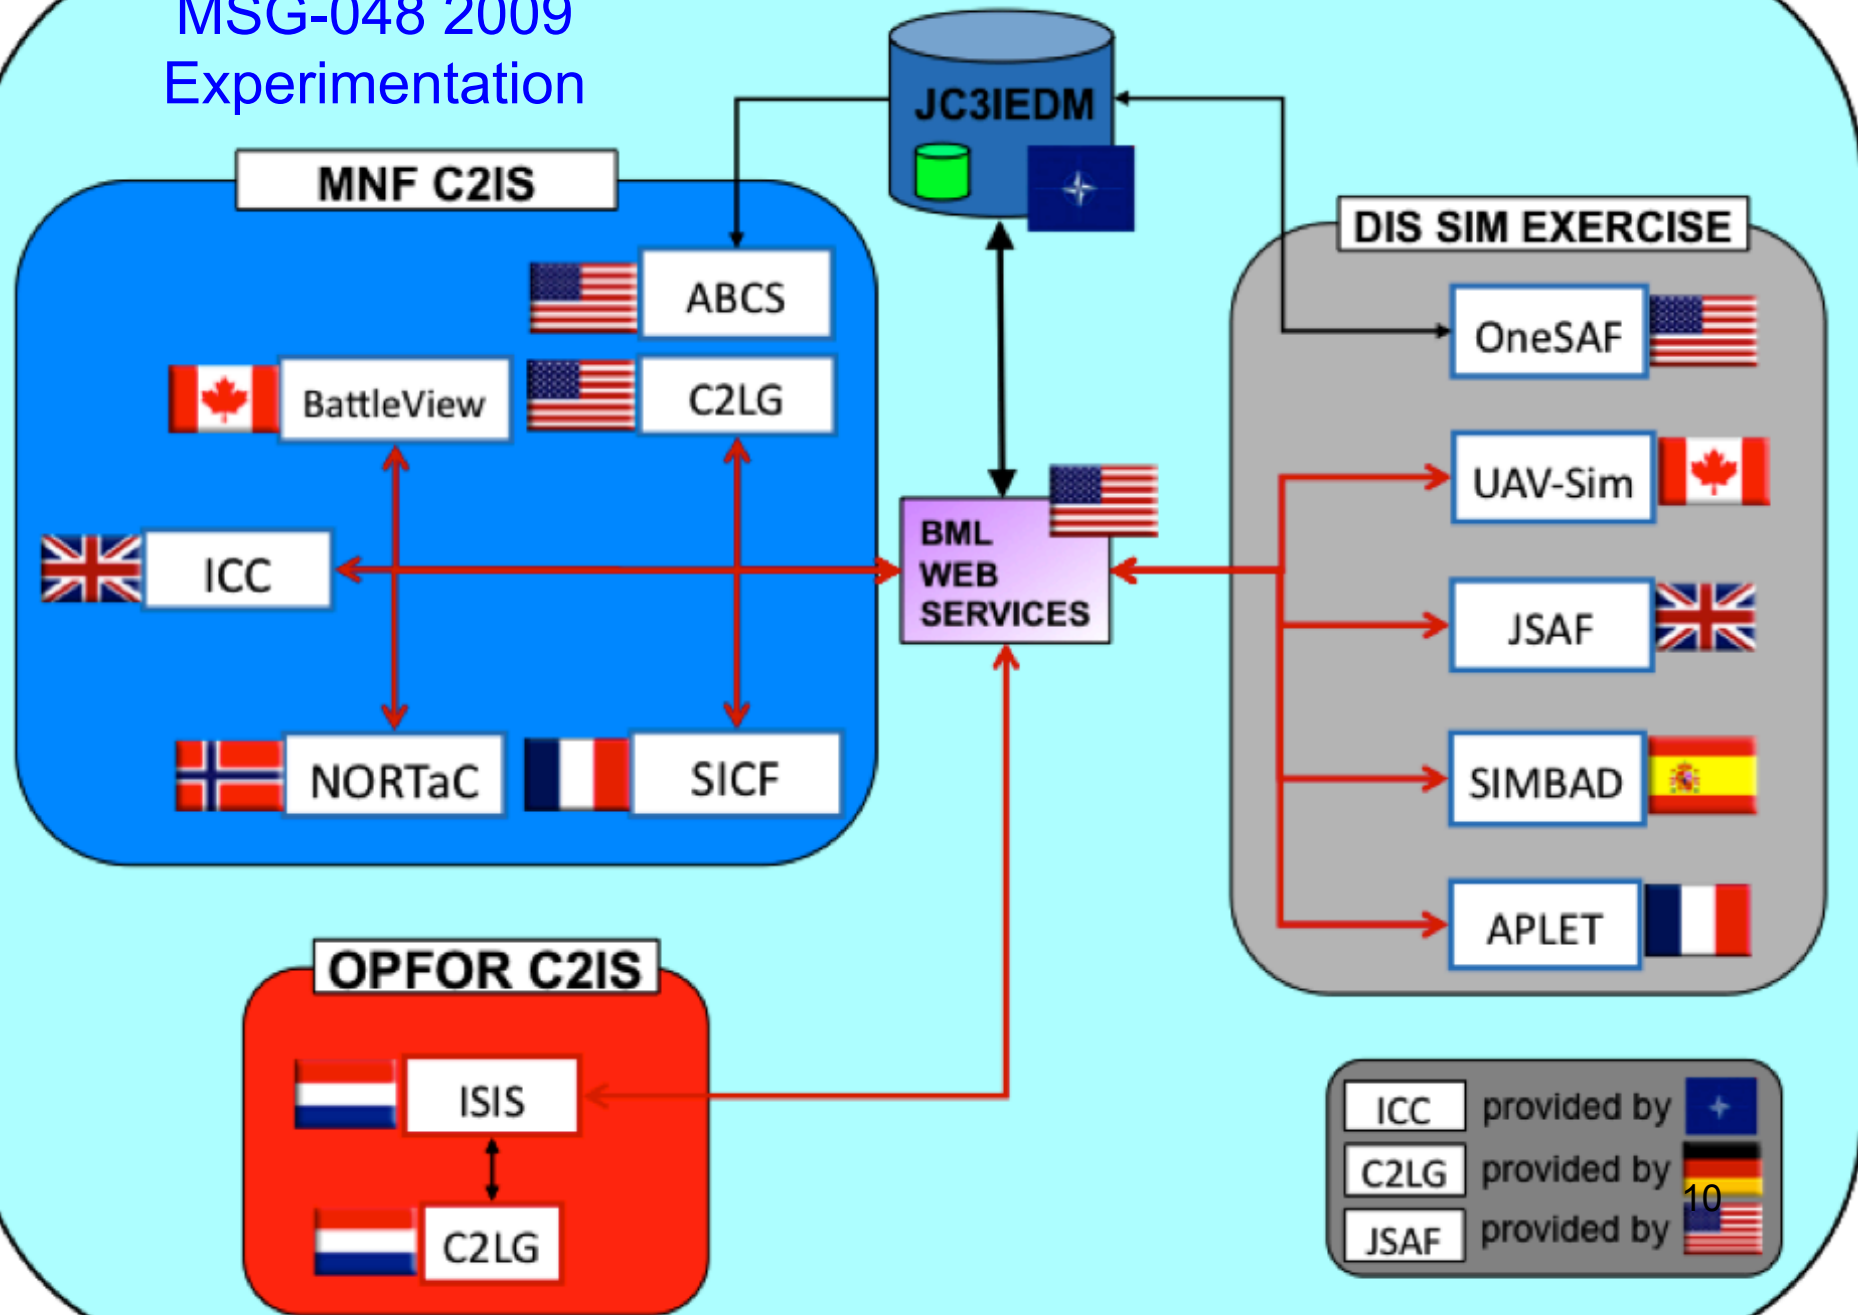 MSG-048 2009
Experimentation
JC3IEDM
MNF C2IS
ABCS
BattleView
C2LG
ICC
NORTaC
SICF
BML
WEB
SERVICES
DIS SIM EXERCISE
OneSAF
UAV-Sim
JSAF
SIMBAD
APLET
OPFOR C2IS
ISIS
C2LG
ICC provided by
C2LG provided by
10
JSAF provided by